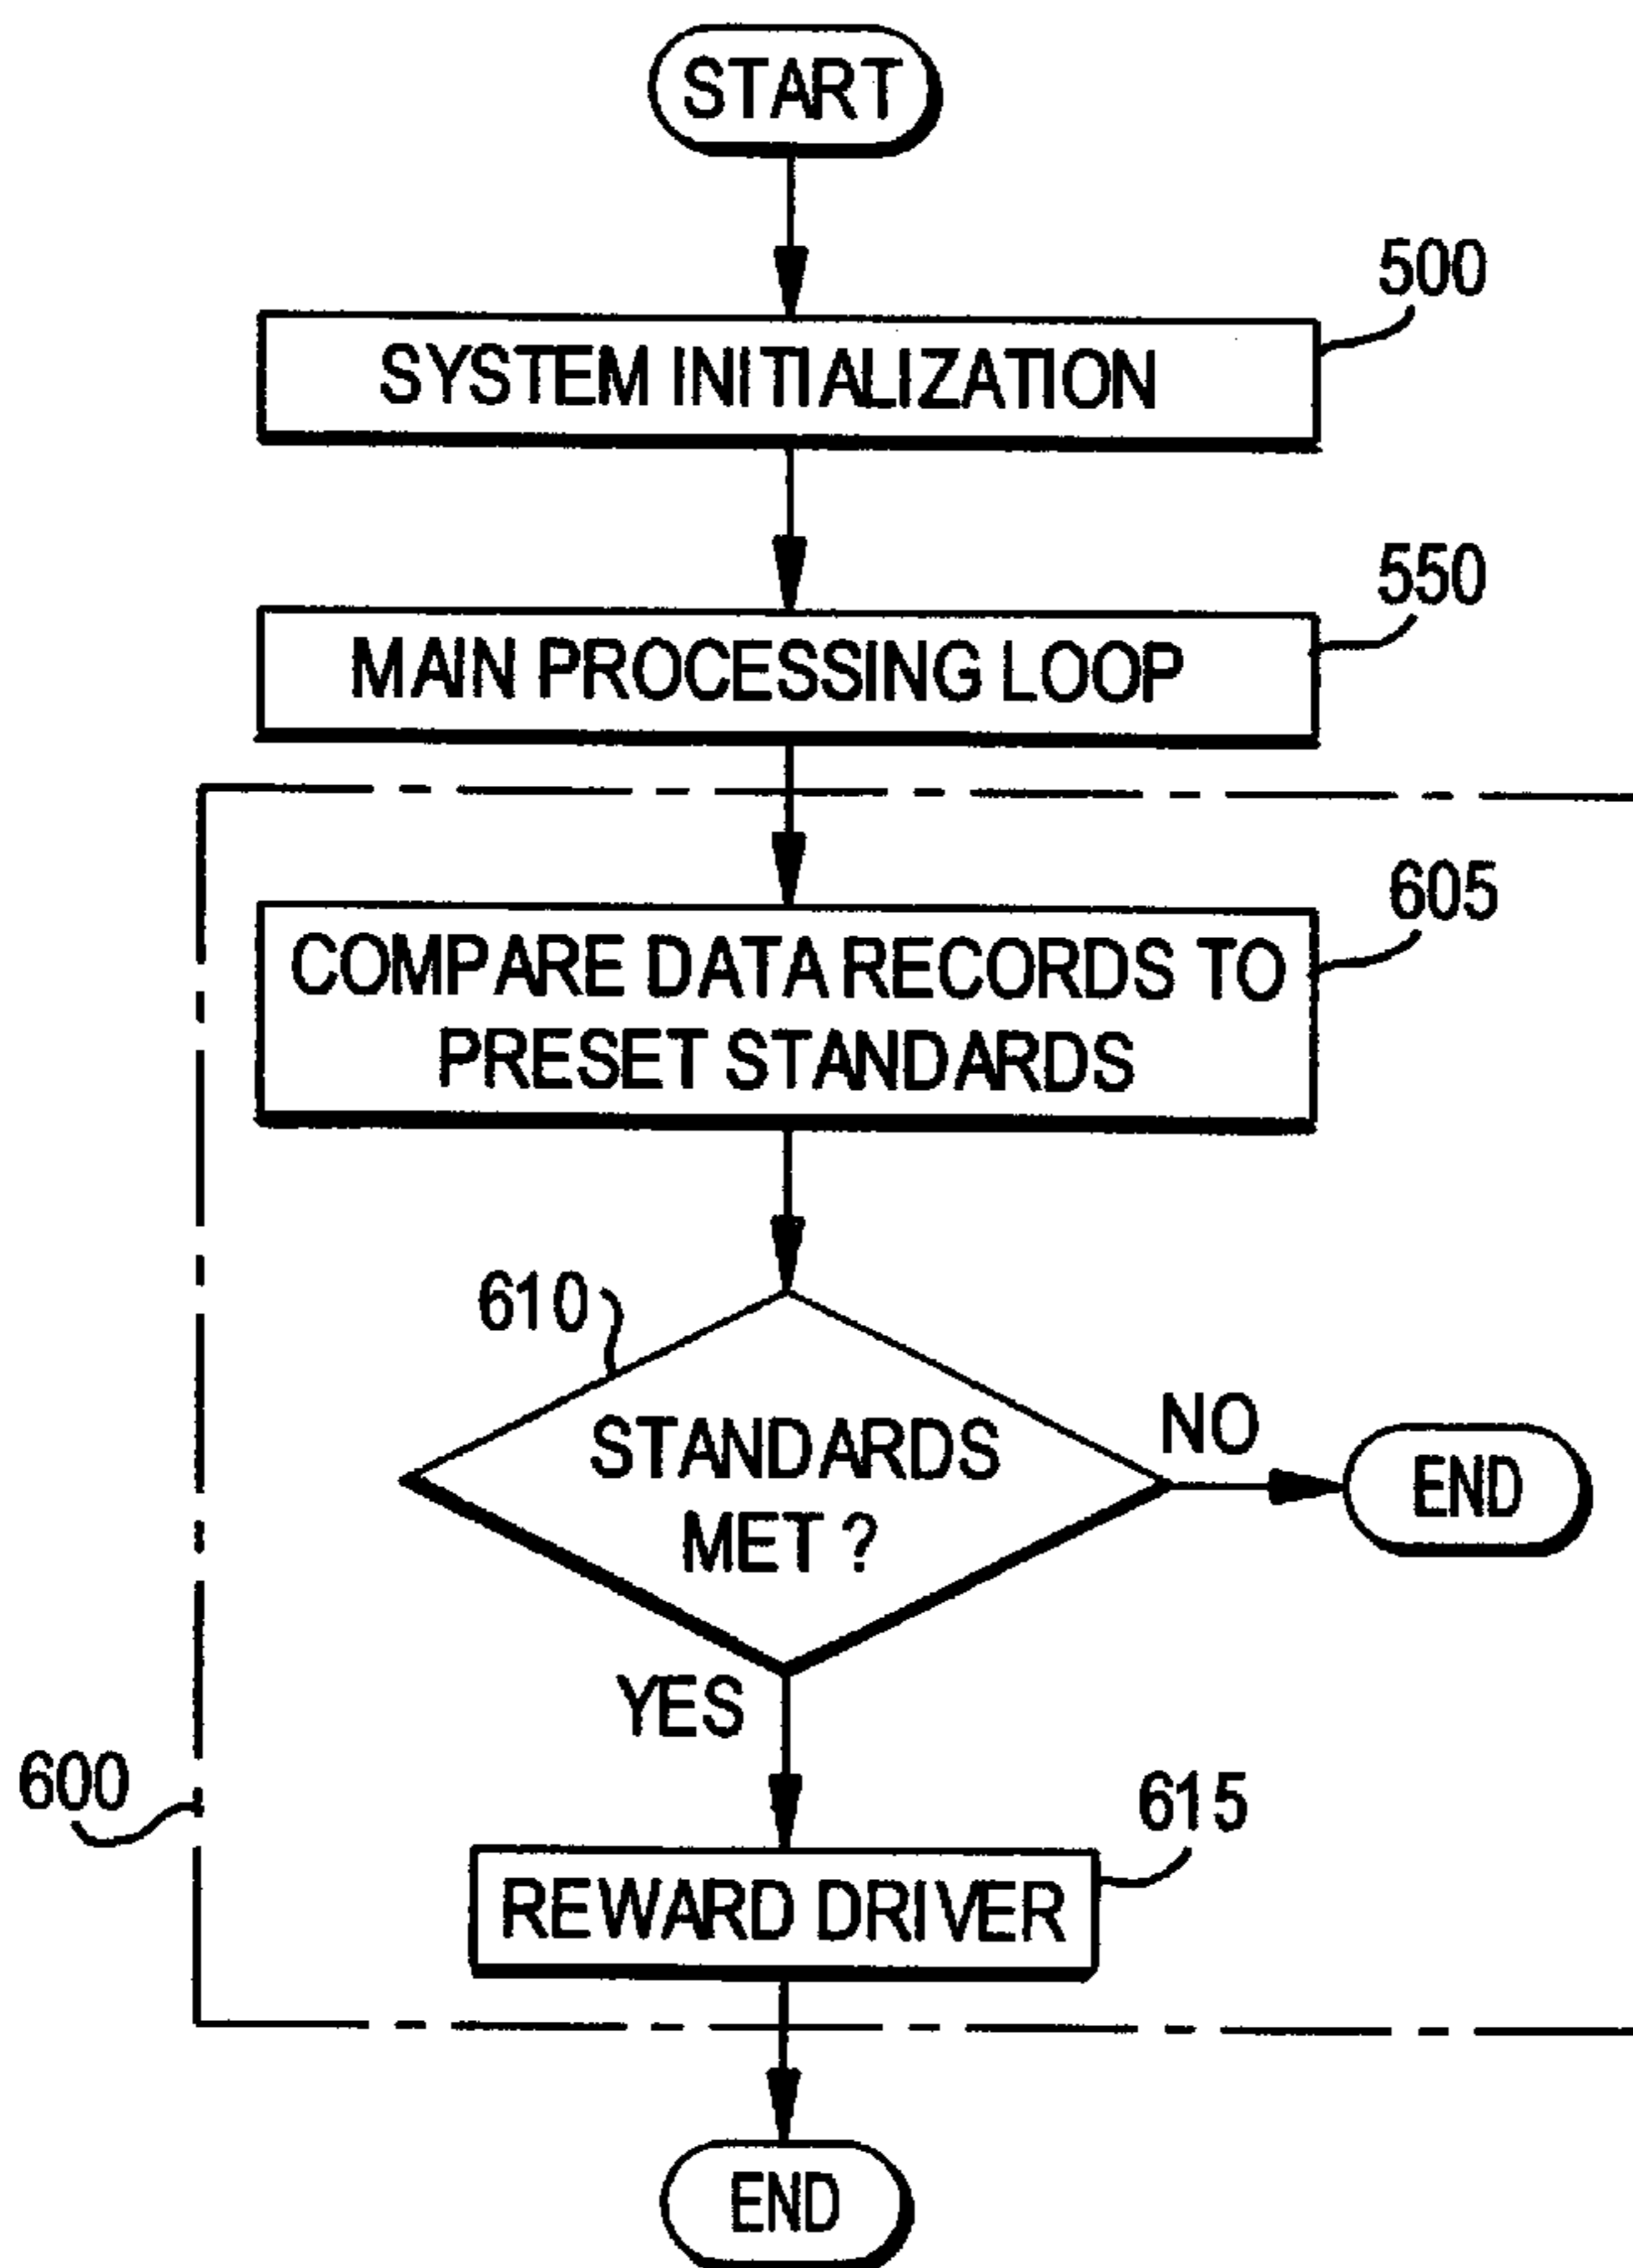 START
500
SYSTEM INITIALIZATION
550
MAIN PROCESSING LOOP
605
COMPARE DATA RECORDS TO
PRESET STANDARDS
610
STANDARDS
MET ?
NO
END
YES
600
615
REWARD DRIVER
END